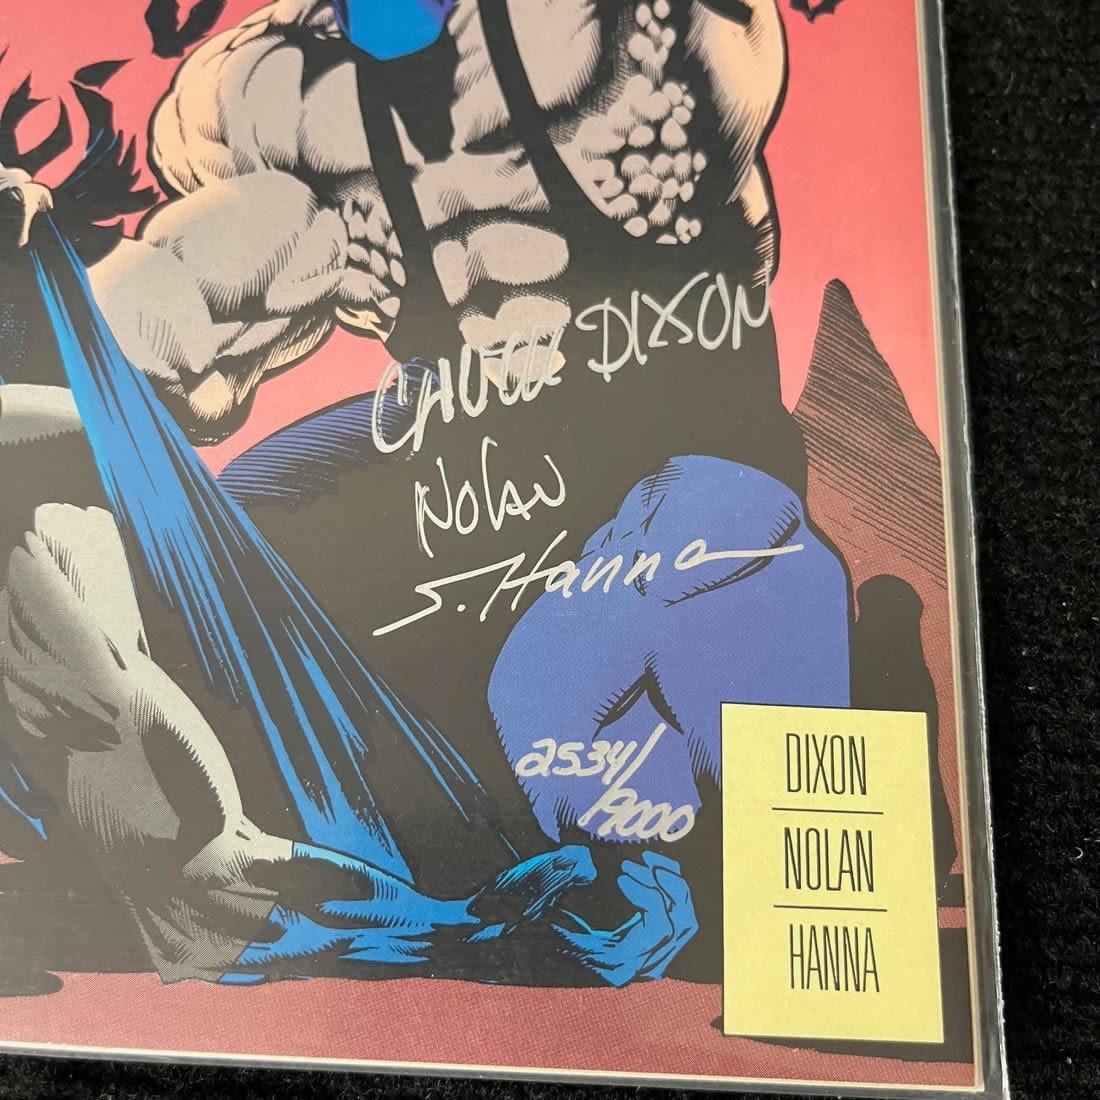 CHUCK DIXON
NOLAN
S. Hanna
2534/
/9000
DIXON
NOLAN
HANNA